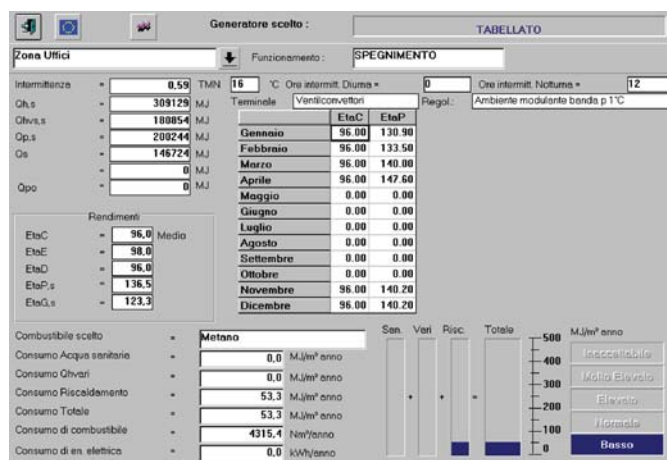 Generatore scelto : TABELLATO
Zona Uffici Funzionamento : SPEGNIMENTO
Intermittenza = 0,59 TMN 16 °C Ore intermitt. Diurna = 0 Ore intermitt. Notturna = 12
Qh,s = 309129 MJ Terminale Ventilconvettori Regol.: Ambiente modulante banda p 1°C
Qhvs,s = 180854 MJ
Qp,s = 200244 MJ
Qs = 146724 MJ
= 0 MJ
Qpo = 0 MJ
EtaC EtaP
Gennaio 96.00 130.90
Febbraio 96.00 133.50
Marzo 96.00 140.00
Aprile 96.00 147.60
Maggio 0.00 0.00
Giugno 0.00 0.00
Luglio 0.00 0.00
Agosto 0.00 0.00
Settembre 0.00 0.00
Ottobre 0.00 0.00
Novembre 96.00 140.20
Dicembre 96.00 140.20
Rendimenti
EtaC = 96,0 Medio
EtaE = 98,0
EtaD = 96,0
EtaP,s = 136,5
EtaG,s = 123,3
Combustibile scelto = Metano
Consumo Acqua sanitaria = 0,0 MJ/m³ anno
Consumo Qhvari = 0,0 MJ/m³ anno
Consumo Riscaldamento = 53,3 MJ/m³ anno
Consumo Totale = 53,3 MJ/m³ anno
Consumo di combustibile = 4315,4 Nm³/anno
Consumo di en. elettrica = 0,0 kWh/anno
San. Vari Risc. Totale MJ/m³ anno
+ + =
500
400
300
200
100
0
Inaccettabile
Molto Elevato
Elevato
Normale
Basso